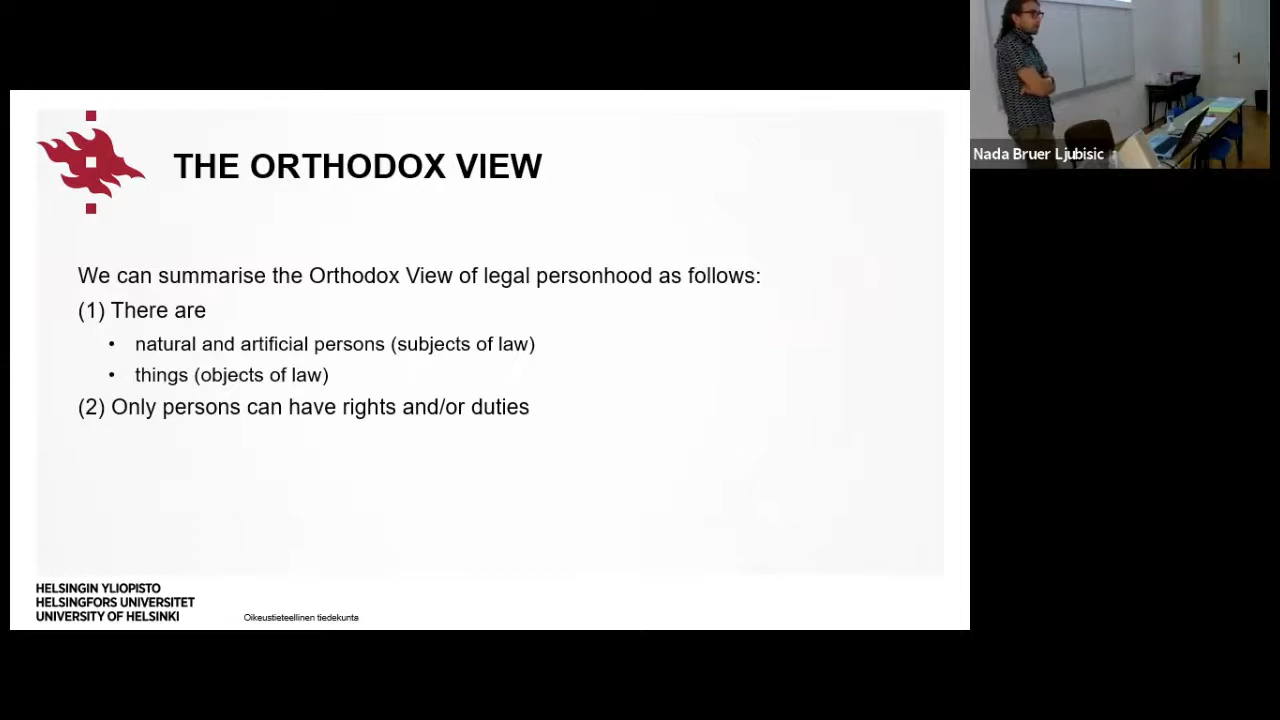 THE ORTHODOX VIEW
Nada Bruer Ljubisic
We can summarise the Orthodox View of legal personhood as follows:
(1) There are
• natural and artificial persons (subjects of law)
• things (objects of law)
(2) Only persons can have rights and/or duties
HELSINGIN YLIOPISTO
HELSINGFORS UNIVERSITET
UNIVERSITY OF HELSINKI
Oikeustieteellinen tiedekunta